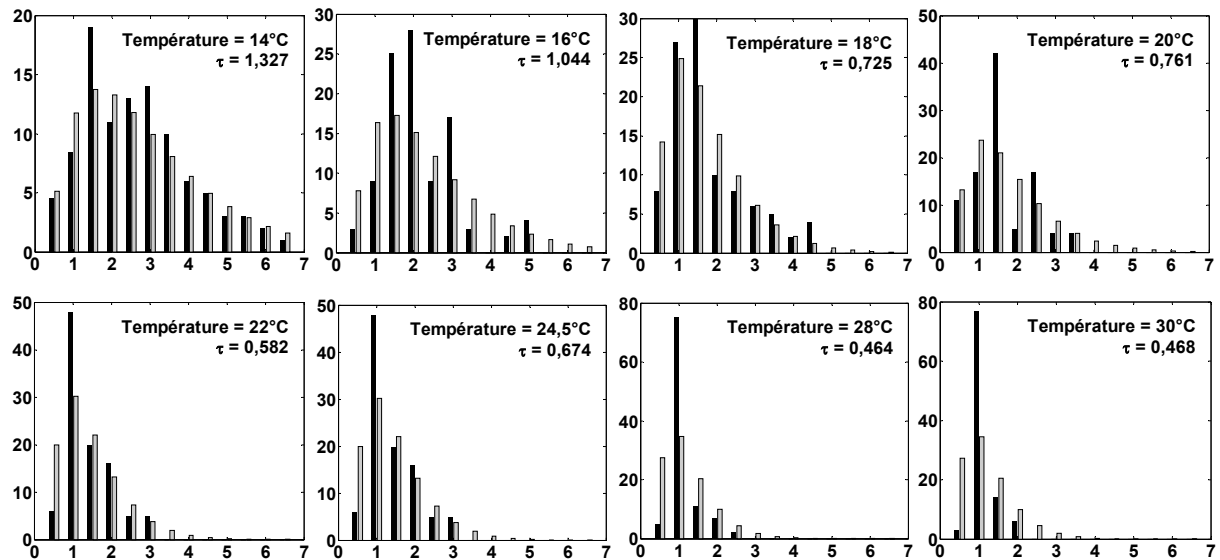 20
15
10
5
0
Température = 14°C
τ = 1,327
0 1 2 3 4 5 6 7
30
25
20
15
10
5
0
Température = 16°C
τ = 1,044
0 1 2 3 4 5 6 7
30
25
20
15
10
5
0
Température = 18°C
τ = 0,725
0 1 2 3 4 5 6 7
50
40
30
20
10
0
Température = 20°C
τ = 0,761
0 1 2 3 4 5 6 7
50
40
30
20
10
0
Température = 22°C
τ = 0,582
0 1 2 3 4 5 6 7
50
40
30
20
10
0
Température = 24,5°C
τ = 0,674
0 1 2 3 4 5 6 7
80
60
40
20
0
Température = 28°C
τ = 0,464
0 1 2 3 4 5 6 7
80
60
40
20
0
Température = 30°C
τ = 0,468
0 1 2 3 4 5 6 7